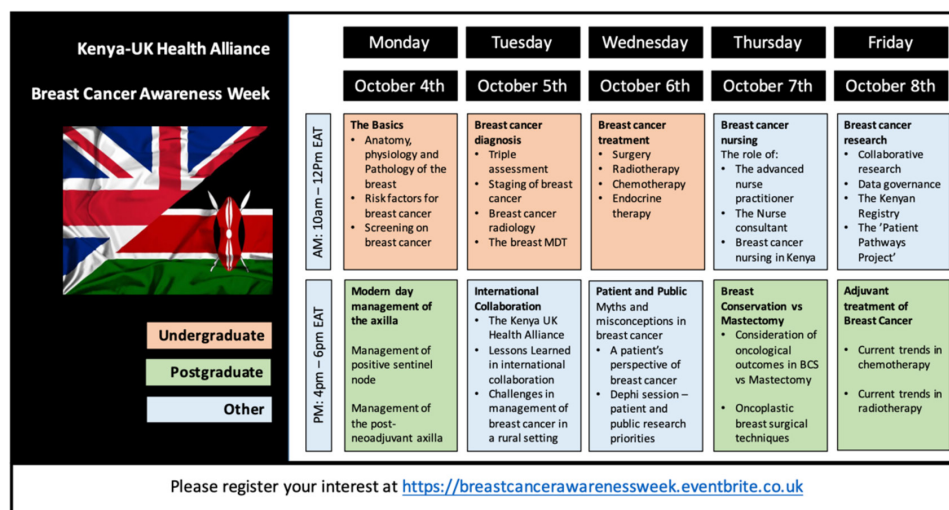 Kenya-UK Health Alliance
Breast Cancer Awareness Week
Undergraduate
Postgraduate
Other
Monday
Tuesday
Wednesday
Thursday
Friday
October 4th
October 5th
October 6th
October 7th
October 8th
AM: 10am – 12Pm EAT
The Basics
• Anatomy,
physiology and
Pathology of the
breast
• Risk factors for
breast cancer
• Screening on
breast cancer
Breast cancer
diagnosis
• Triple
assessment
• Staging of breast
cancer
• Breast cancer
radiology
• The breast MDT
Breast cancer
treatment
• Surgery
• Radiotherapy
• Chemotherapy
• Endocrine
therapy
Breast cancer
nursing
The role of:
• The advanced
nurse
practitioner
• The Nurse
consultant
• Breast cancer
nursing in Kenya
Breast cancer
research
• Collaborative
research
• Data governance
• The Kenyan
Registry
• The 'Patient
Pathways
Project'
PM: 4pm – 6pm EAT
Modern day
management of
the axilla
Management of
positive sentinel
node
Management of
the post-
neoadjuvant axilla
International
Collaboration
• The Kenya UK
Health Alliance
• Lessons Learned
in international
collaboration
• Challenges in
management of
breast cancer in
a rural setting
Patient and Public
Myths and
misconceptions in
breast cancer
• A patient's
perspective of
breast cancer
• Dephi session –
patient and
public research
priorities
Breast
Conservation vs
Mastectomy
• Consideration of
oncological
outcomes in BCS
vs Mastectomy
• Oncoplastic
breast surgical
techniques
Adjuvant
treatment of
Breast Cancer
• Current trends in
chemotherapy
• Current trends in
radiotherapy
Please register your interest at https://breastcancerawarenessweek.eventbrite.co.uk